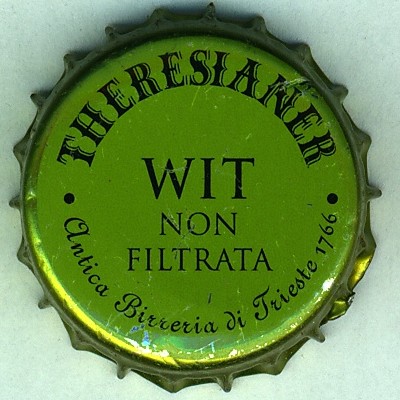 THERESIANER
WIT
NON
FILTRATA
Antica Birreria di Trieste 1766